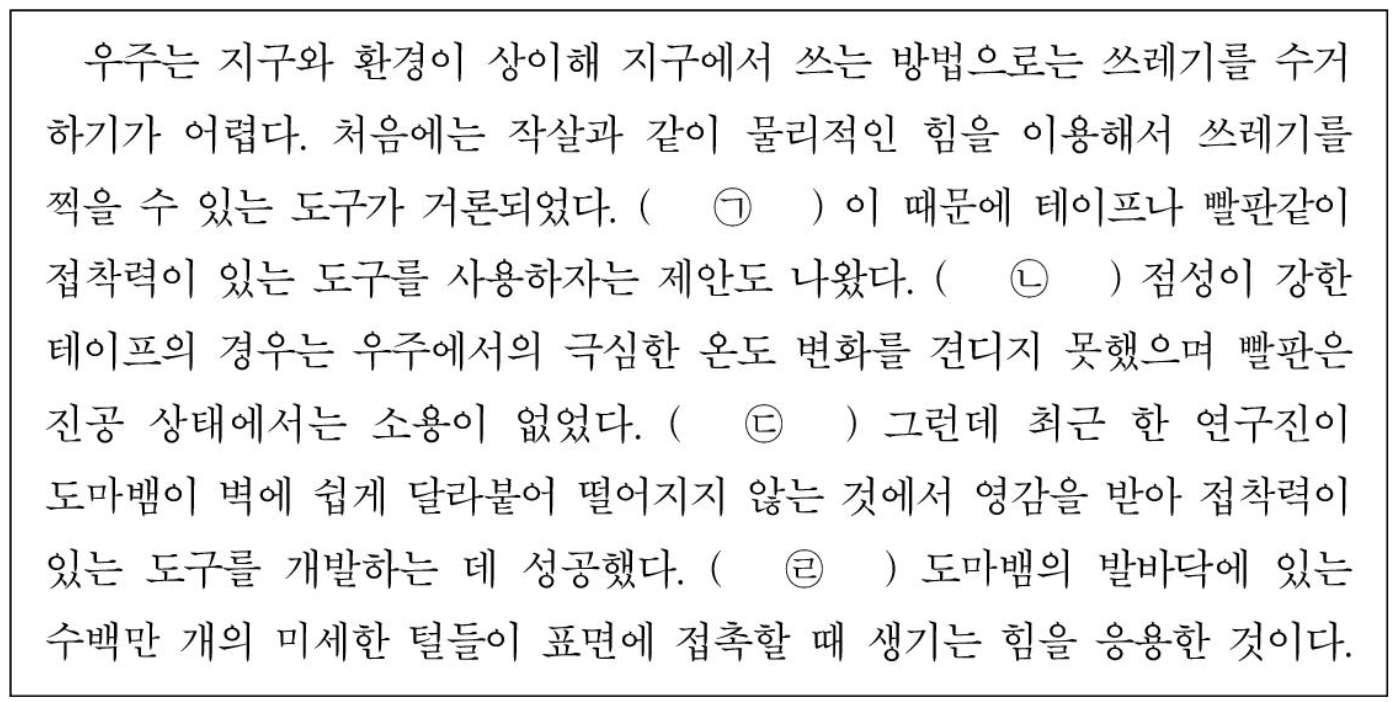 우주는 지구와 환경이 상이해 지구에서 쓰는 방법으로는 쓰레기를 수거
하기가 어렵다. 처음에는 작살과 같이 물리적인 힘을 이용해서 쓰레기를
찍을 수 있는 도구가 거론되었다. ( ㉠ ) 이 때문에 테이프나 빨판같이
접착력이 있는 도구를 사용하자는 제안도 나왔다. ( ㉡ ) 점성이 강한
테이프의 경우는 우주에서의 극심한 온도 변화를 견디지 못했으며 빨판은
진공 상태에서는 소용이 없었다. ( ㉢ ) 그런데 최근 한 연구진이
도마뱀이 벽에 쉽게 달라붙어 떨어지지 않는 것에서 영감을 받아 접착력이
있는 도구를 개발하는 데 성공했다. ( ㉣ ) 도마뱀의 발바닥에 있는
수백만 개의 미세한 털들이 표면에 접촉할 때 생기는 힘을 응용한 것이다.